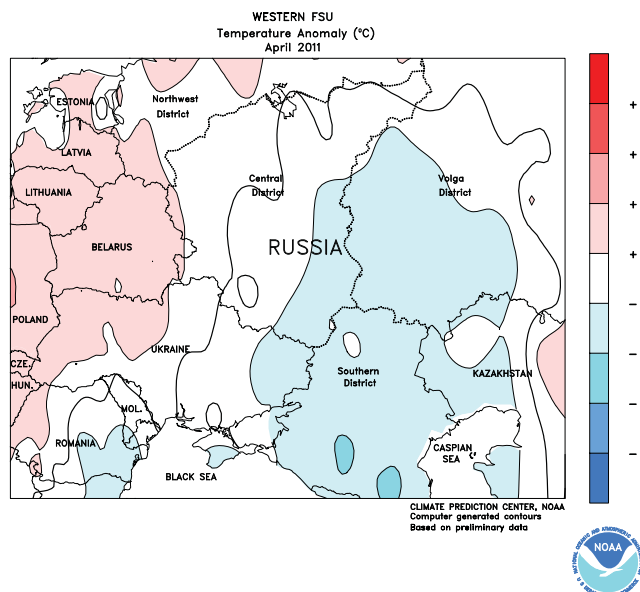 WESTERN FSU
Temperature Anomaly (°C)
April 2011
ESTONIA
Northwest
District
LATVIA
LITHUANIA
Central
District
Volga
District
BELARUS
RUSSIA
POLAND
UKRAINE
CZE.
HUN.
Southern
District
KAZAKHSTAN
MOL.
ROMANIA
CASPIAN
SEA
BLACK SEA
+
+
+
+
-
-
-
-
CLIMATE PREDICTION CENTER, NOAA
Computer generated contours
Based on preliminary data
NOAA